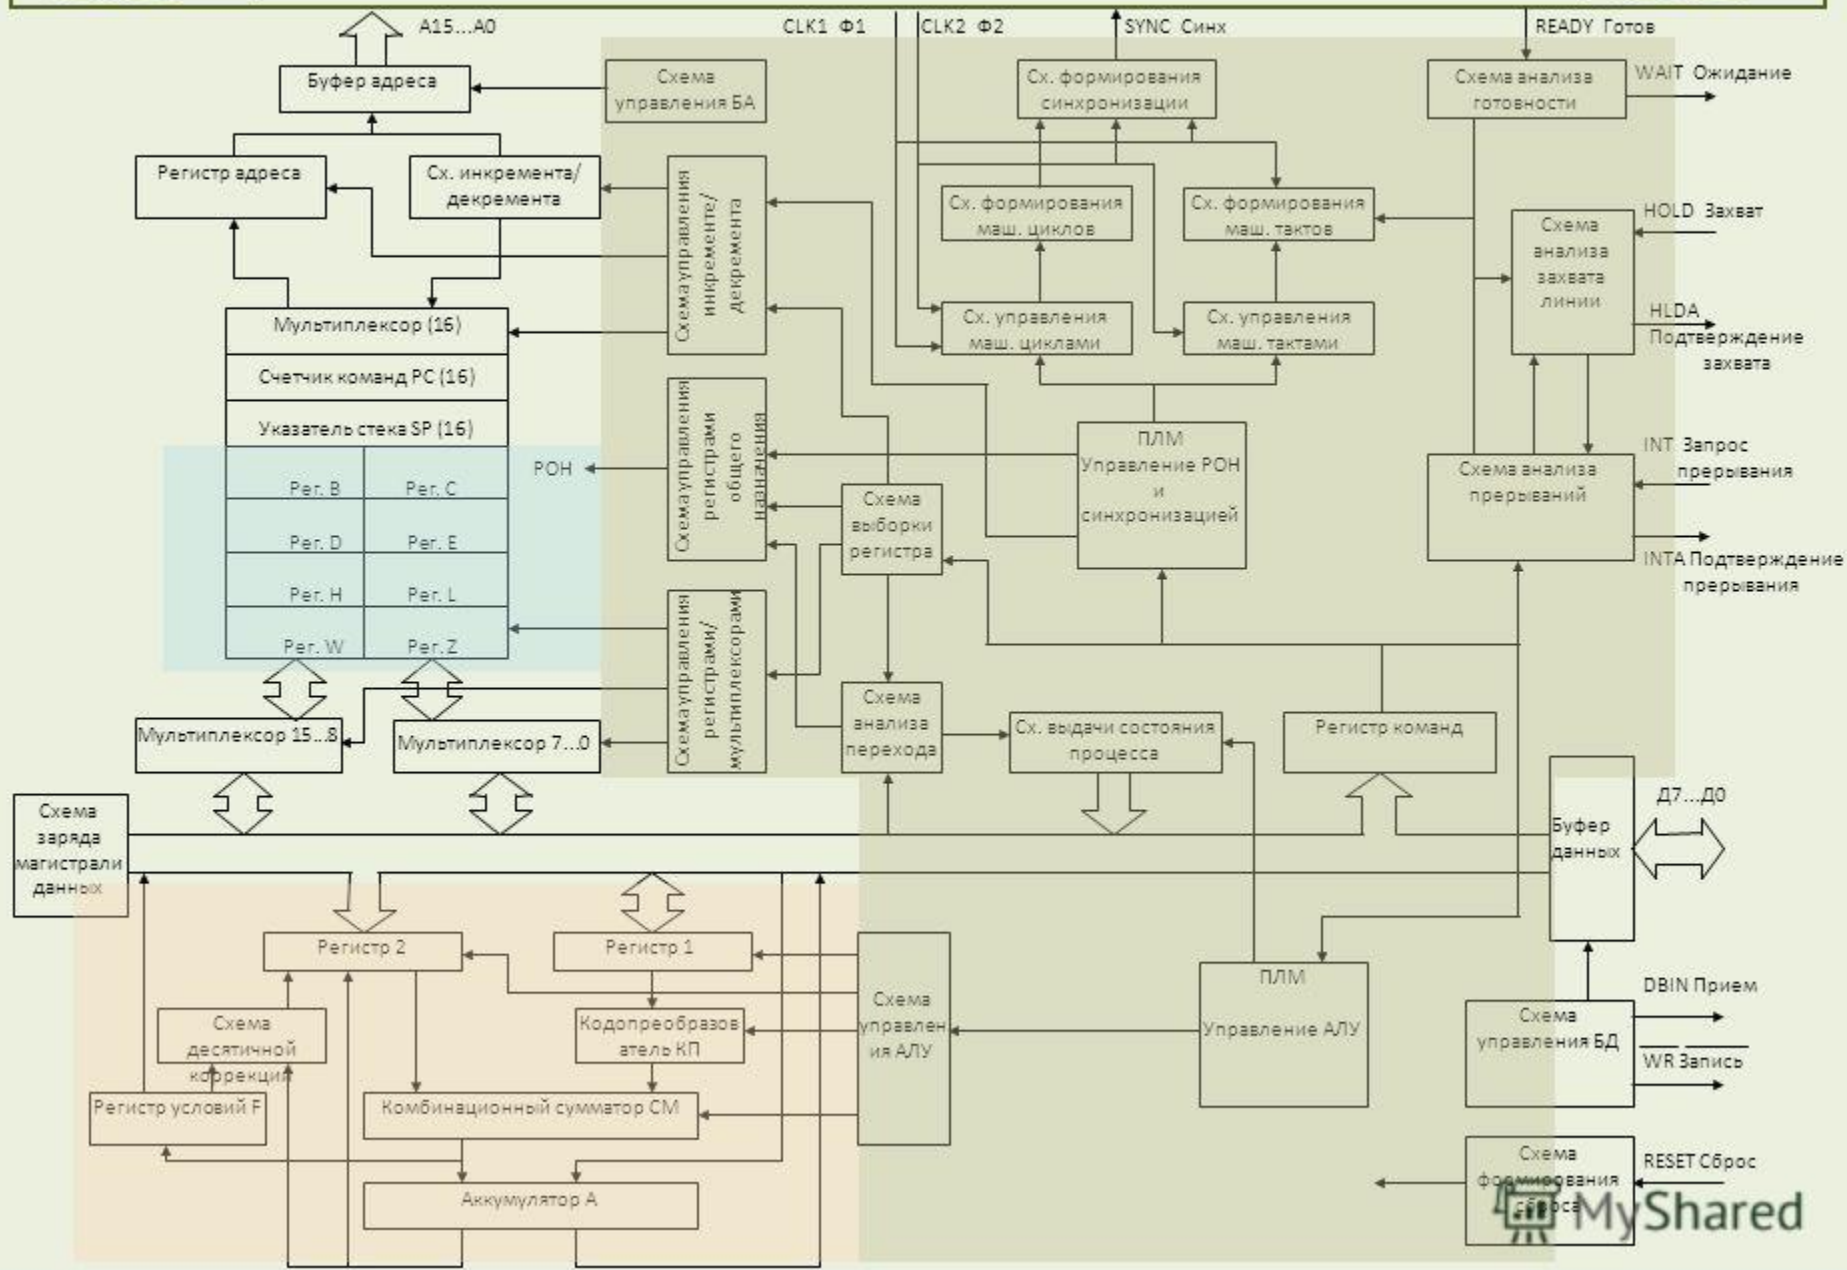 А15...А0
CLK1 Ф1
CLK2 Ф2
SYNC Синх
READY Готов
Буфер адреса
Схема
управления БА
Сх. формирования
синхронизации
Схема анализа
готовности
WAIT Ожидание
Регистр адреса
Сх. инкремента/
декремента
Схема управления
инкременте/
декремента
Сх. формирования
маш. циклов
Сх. формирования
маш. тактов
Схема
анализа
захвата
линии
HOLD Захват
HLDA
Подтверждение
захвата
Мультиплексор (16)
Счетчик команд РС (16)
Указатель стека SP (16)
Сх. управления
маш. циклами
Сх. управления
маш. тактами
Рег. B
Рег. C
Рег. D
Рег. E
Рег. H
Рег. L
Рег. W
Рег. Z
РОН
Схема управления
регистрами
общего
назначения
ПЛМ
Управление РОН
и
синхронизацией
Схема
выборки
регистра
Схема анализа
прерываний
INT Запрос
прерывания
INTA Подтверждение
прерывания
Схема управления
регистрами/
мультиплексорами
Мультиплексор 15...8
Мультиплексор 7...0
Схема
анализа
перехода
Сх. выдачи состояния
процесса
Регистр команд
Схема
заряда
магистрали
данных
Буфер
данных
Д7...Д0
Регистр 2
Регистр 1
Схема
управлен
ия АЛУ
ПЛМ
Управление АЛУ
Схема
десятичной
коррекции
Кодопреобразов
атель КП
Схема
управления БД
DBIN Прием
WR Запись
Регистр условий F
Комбинационный сумматор СМ
Аккумулятор А
Схема
формирования
сброса
RESET Сброс
MyShared